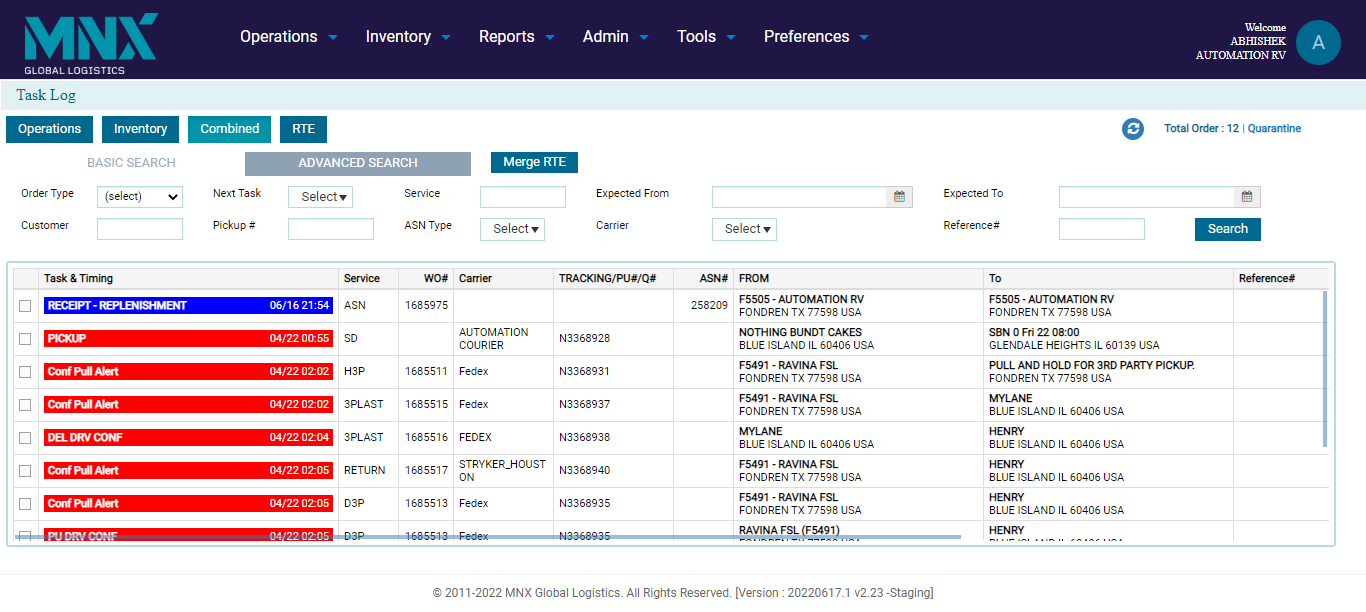 MNX
GLOBAL LOGISTICS
Operations Inventory Reports Admin Tools Preferences
Welcome
ABHISHEK
AUTOMATION RV
A
Task Log
Operations Inventory Combined RTE
Total Order : 12 | Quarantine
BASIC SEARCH ADVANCED SEARCH Merge RTE
Order Type (select) Next Task Select Service Expected From Expected To
Customer Pickup # ASN Type Select Carrier Select Reference# Search
Task & Timing Service WO# Carrier TRACKING/PU#/Q# ASN# FROM To Reference#
RECEIPT - REPLENISHMENT 06/16 21:54 ASN 1685975 258209 F5505 - AUTOMATION RV F5505 - AUTOMATION RV
FONDREN TX 77598 USA FONDREN TX 77598 USA
PICKUP 04/22 00:55 SD AUTOMATION COURIER N3368928 NOTHING BUNDT CAKES SBN 0 Fri 22 08:00
BLUE ISLAND IL 60406 USA GLENDALE HEIGHTS IL 60139 USA
Conf Pull Alert 04/22 02:02 H3P 1685511 Fedex N3368931 F5491 - RAVINA FSL PULL AND HOLD FOR 3RD PARTY PICKUP.
FONDREN TX 77598 USA FONDREN TX 77598 USA
Conf Pull Alert 04/22 02:02 3PLAST 1685515 Fedex N3368937 F5491 - RAVINA FSL MYLANE
FONDREN TX 77598 USA BLUE ISLAND IL 60406 USA
DEL DRV CONF 04/22 02:04 3PLAST 1685516 FEDEX N3368938 MYLANE HENRY
BLUE ISLAND IL 60406 USA BLUE ISLAND IL 60406 USA
Conf Pull Alert 04/22 02:05 RETURN 1685517 STRYKER_HOUSTON N3368940 F5491 - RAVINA FSL HENRY
FONDREN TX 77598 USA BLUE ISLAND IL 60406 USA
Conf Pull Alert 04/22 02:05 D3P 1685513 Fedex N3368935 F5491 - RAVINA FSL HENRY
FONDREN TX 77598 USA BLUE ISLAND IL 60406 USA
PU DRV CONF 04/22 02:05 D3P 1685513 Fedex N3368935 RAVINA FSL (F5491) HENRY
© 2011-2022 MNX Global Logistics. All Rights Reserved. [Version : 20220617.1 v2.23 -Staging]